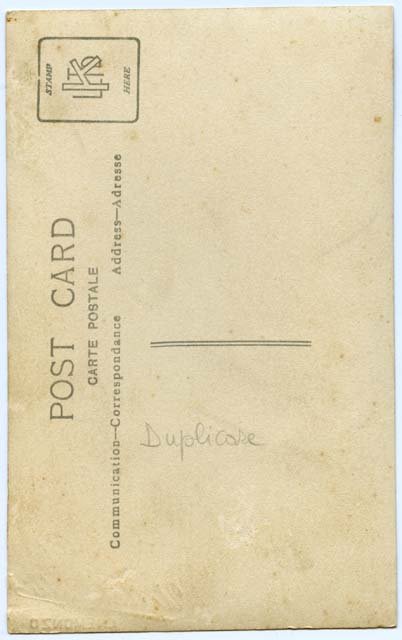 STAMP
HERE
POST CARD
CARTE POSTALE
Communication—Correspondance Address—Adresse
Duplicate